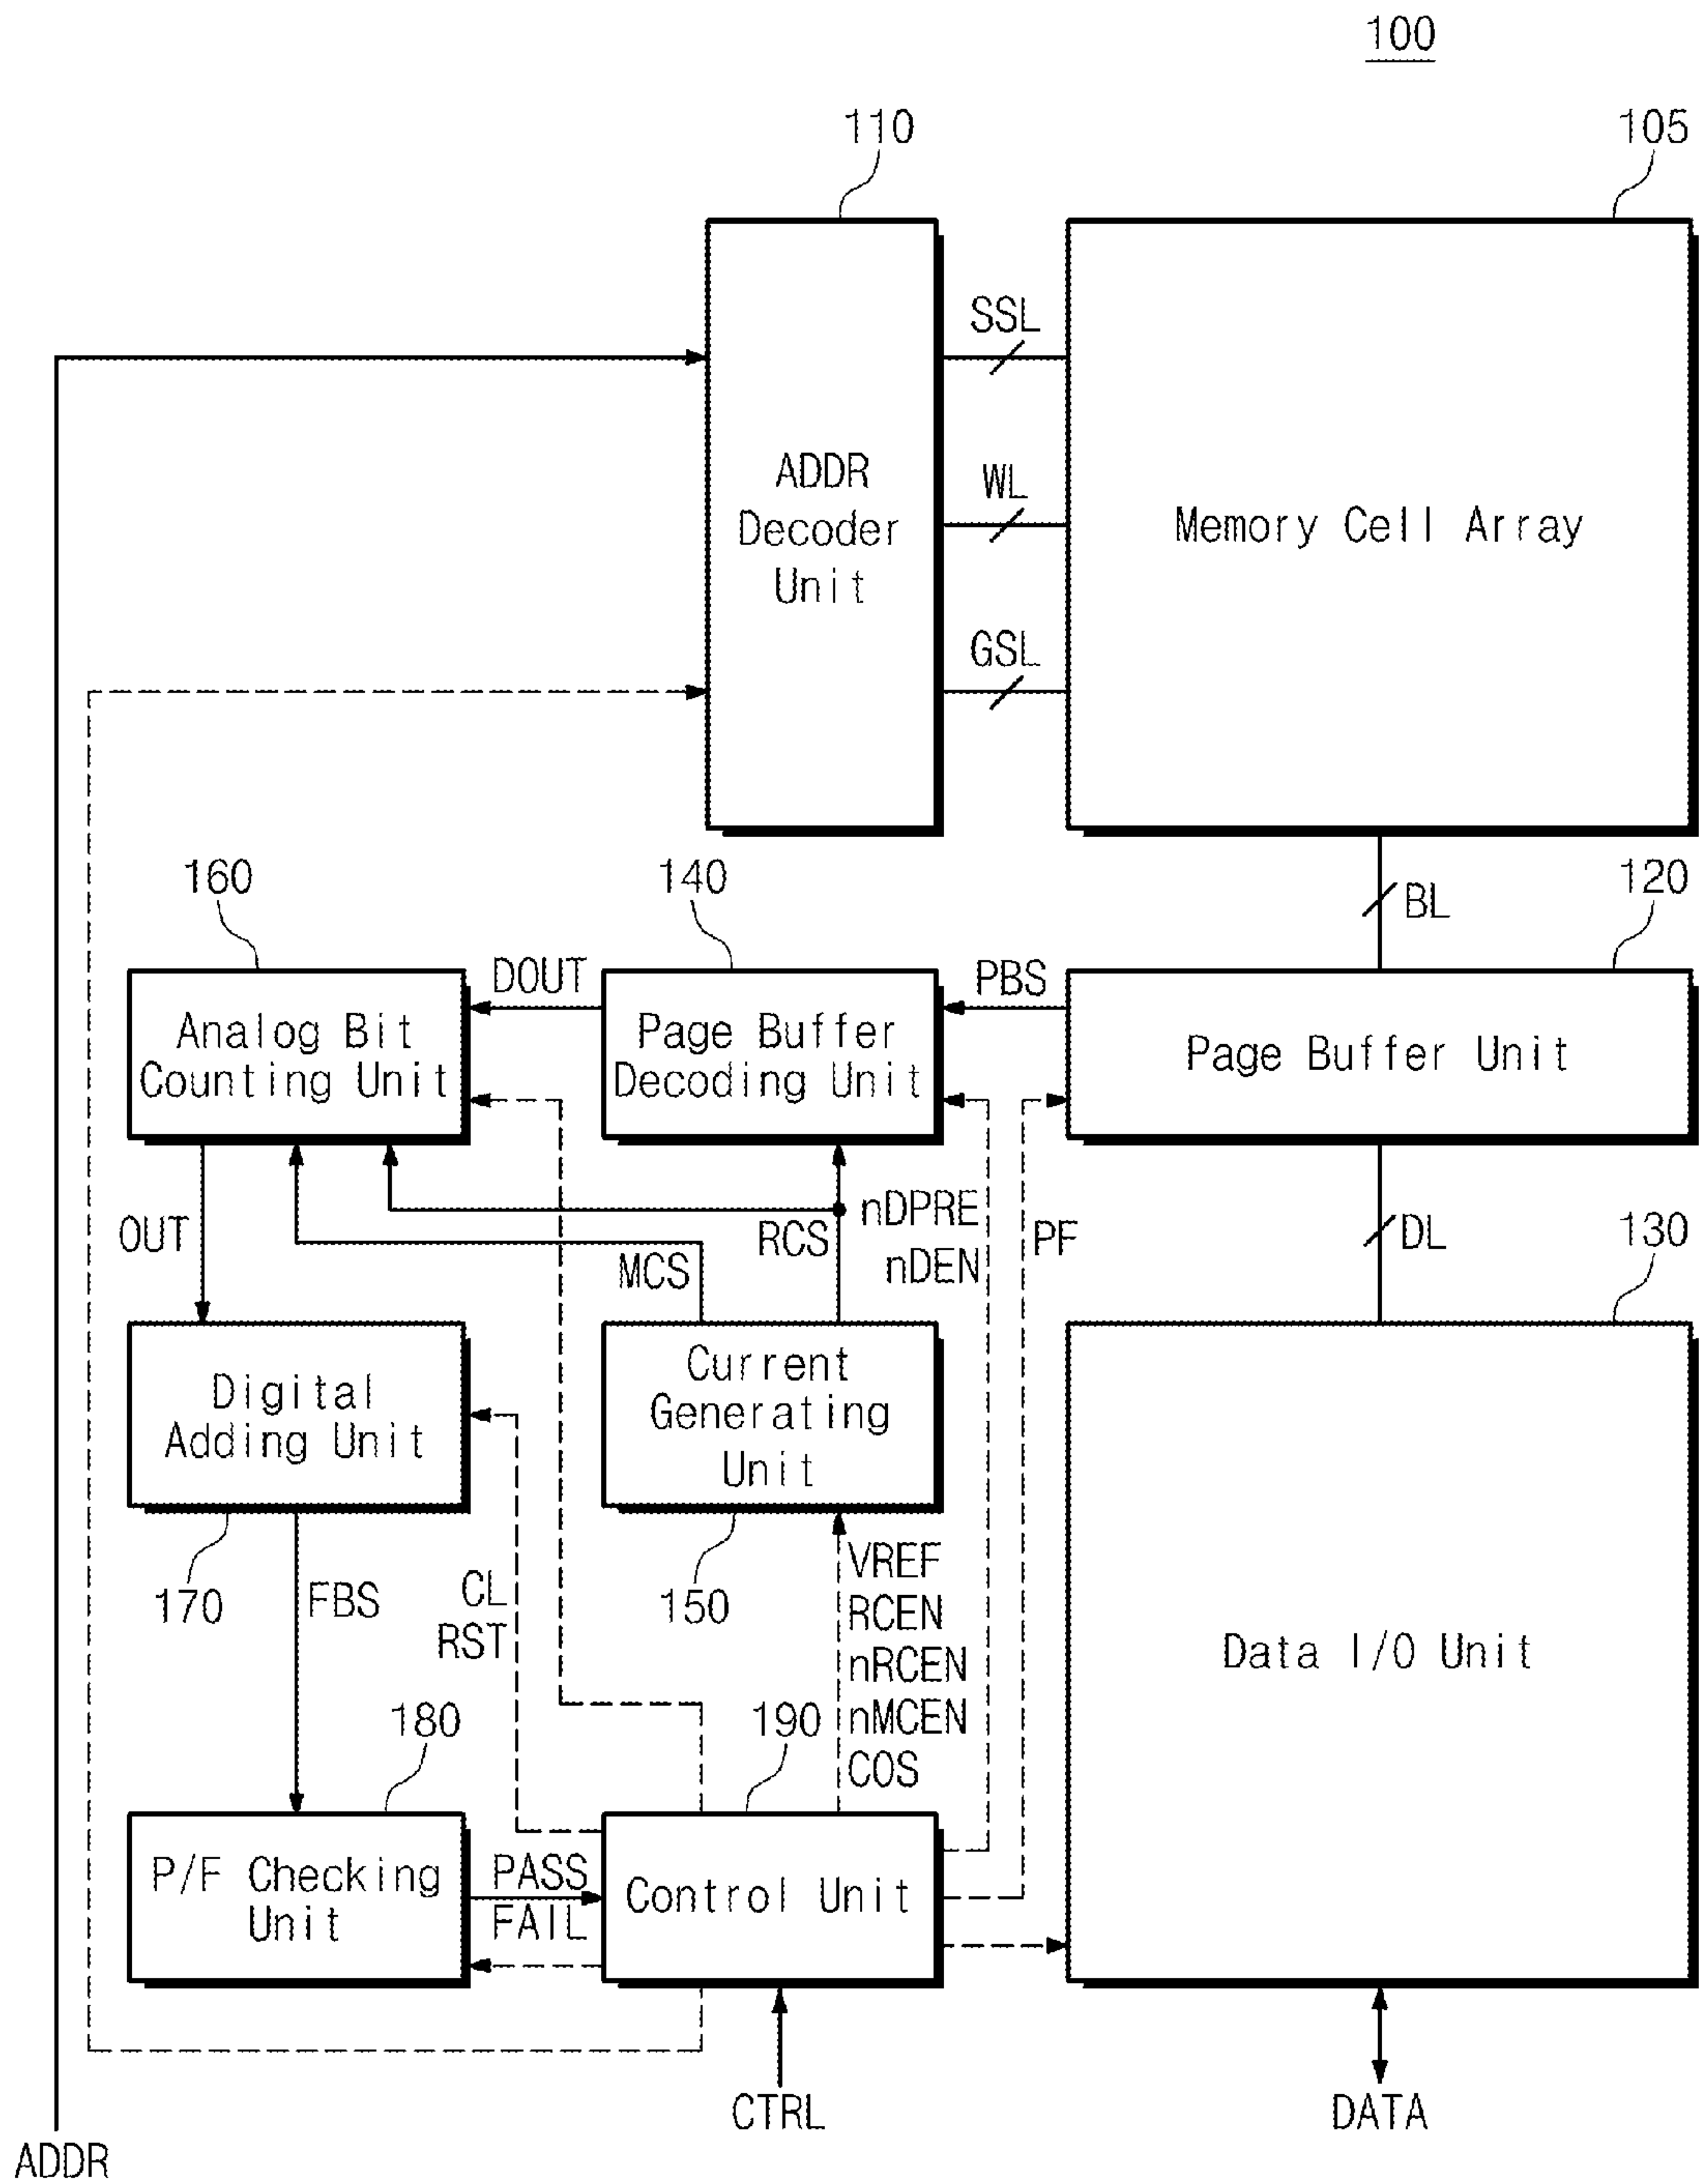 100
110
105
SSL
ADDR
Decoder
Unit
WL
Memory Cell Array
GSL
160
140
120
BL
DOUT
PBS
Analog Bit
Counting Unit
Page Buffer
Decoding Unit
Page Buffer Unit
OUT
MCS
RCS
nDPRE
nDEN
PF
DL
130
Digital
Adding Unit
Current
Generating
Unit
170
FBS
CL
RST
150
VREF
RCEN
nRCEN
nMCEN
COS
Data I/O Unit
180
190
P/F Checking
Unit
PASS
FAIL
Control Unit
CTRL
DATA
ADDR